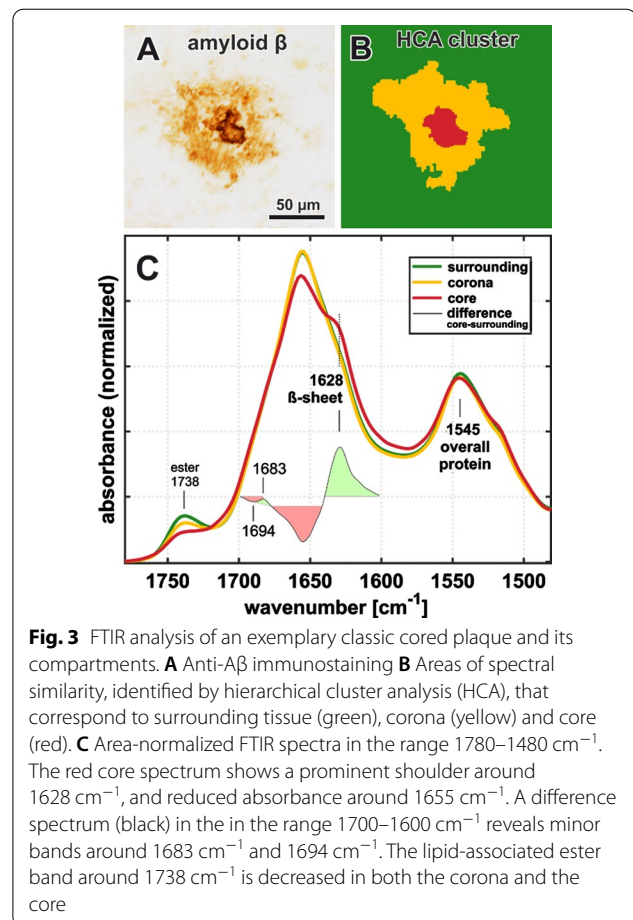 A
amyloid β
50 µm
B
HCA cluster
C
surrounding
corona
core
difference
core-surrounding
1628
ß-sheet
1545
overall
protein
ester
1738
1683
1694
absorbance (normalized)
1750
1700
1650
1600
1550
1500
wavenumber [cm⁻¹]
Fig. 3 FTIR analysis of an exemplary classic cored plaque and its
compartments. A Anti-Aβ immunostaining B Areas of spectral
similarity, identified by hierarchical cluster analysis (HCA), that
correspond to surrounding tissue (green), corona (yellow) and core
(red). C Area-normalized FTIR spectra in the range 1780–1480 cm⁻¹.
The red core spectrum shows a prominent shoulder around
1628 cm⁻¹, and reduced absorbance around 1655 cm⁻¹. A difference
spectrum (black) in the in the range 1700–1600 cm⁻¹ reveals minor
bands around 1683 cm⁻¹ and 1694 cm⁻¹. The lipid-associated ester
band around 1738 cm⁻¹ is decreased in both the corona and the
core